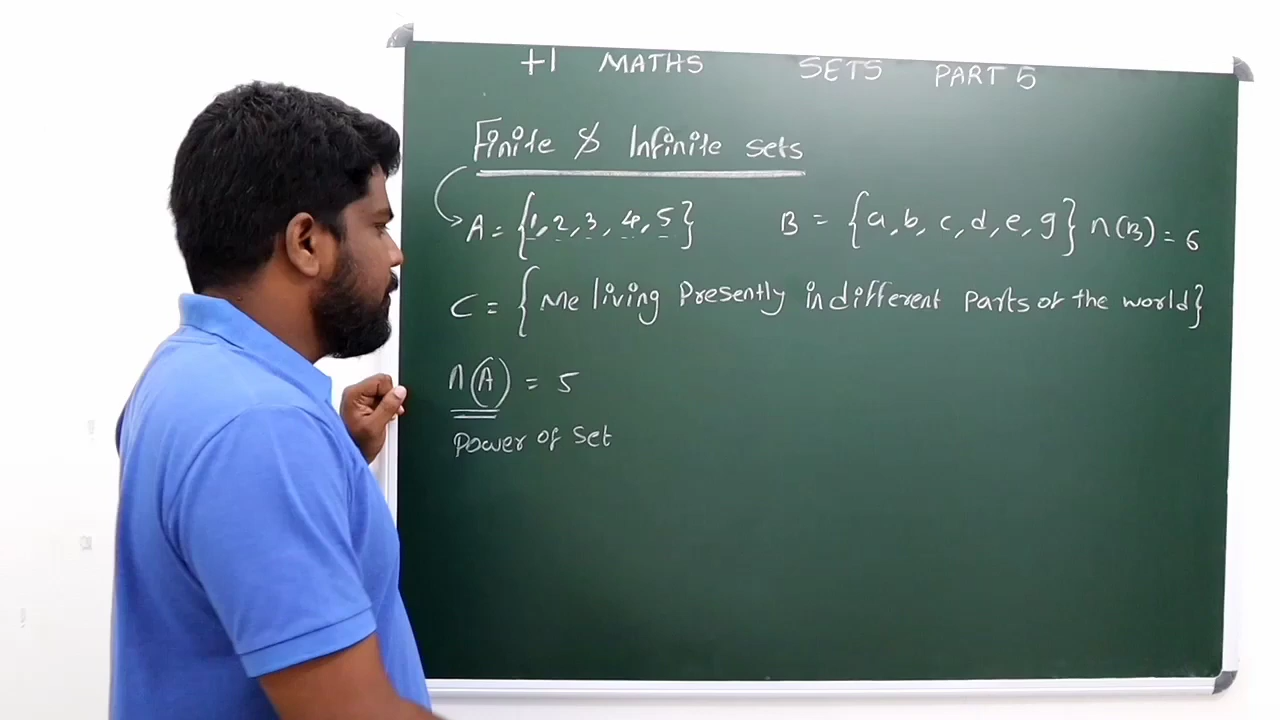 +1 MATHS SETS PART 5
Finite & Infinite sets
A = {1, 2, 3, 4, 5} B = {a, b, c, d, e, g} n(B) = 6
C = { Me living Presently in different Parts of the world}
n(A) = 5
Power of Set